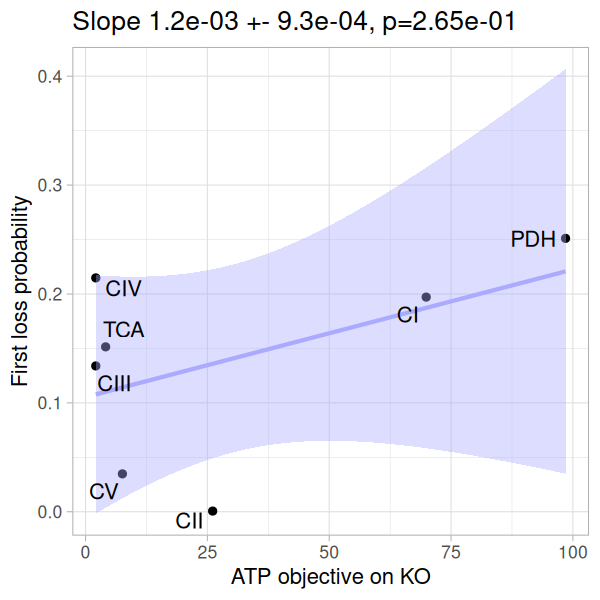 Slope 1.2e-03 +- 9.3e-04, p=2.65e-01
First loss probability
0.4
0.3
0.2
0.1
0.0
PDH
CIV
CI
TCA
CIII
CV
CII
0
25
50
75
100
ATP objective on KO